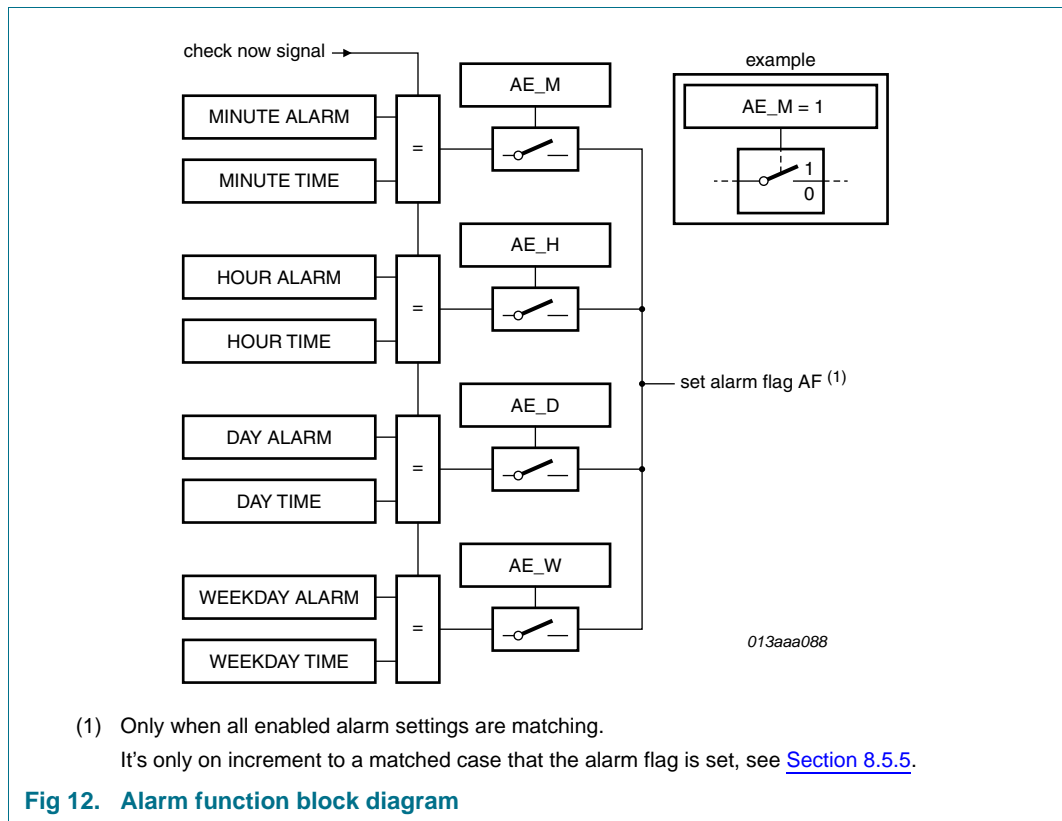 check now signal
example
AE_M
AE_M = 1
MINUTE ALARM
=
MINUTE TIME
1
0
AE_H
HOUR ALARM
=
HOUR TIME
set alarm flag AF (1)
AE_D
DAY ALARM
=
DAY TIME
AE_W
WEEKDAY ALARM
=
WEEKDAY TIME
013aaa088
(1) Only when all enabled alarm settings are matching.
It's only on increment to a matched case that the alarm flag is set, see Section 8.5.5.
Fig 12. Alarm function block diagram